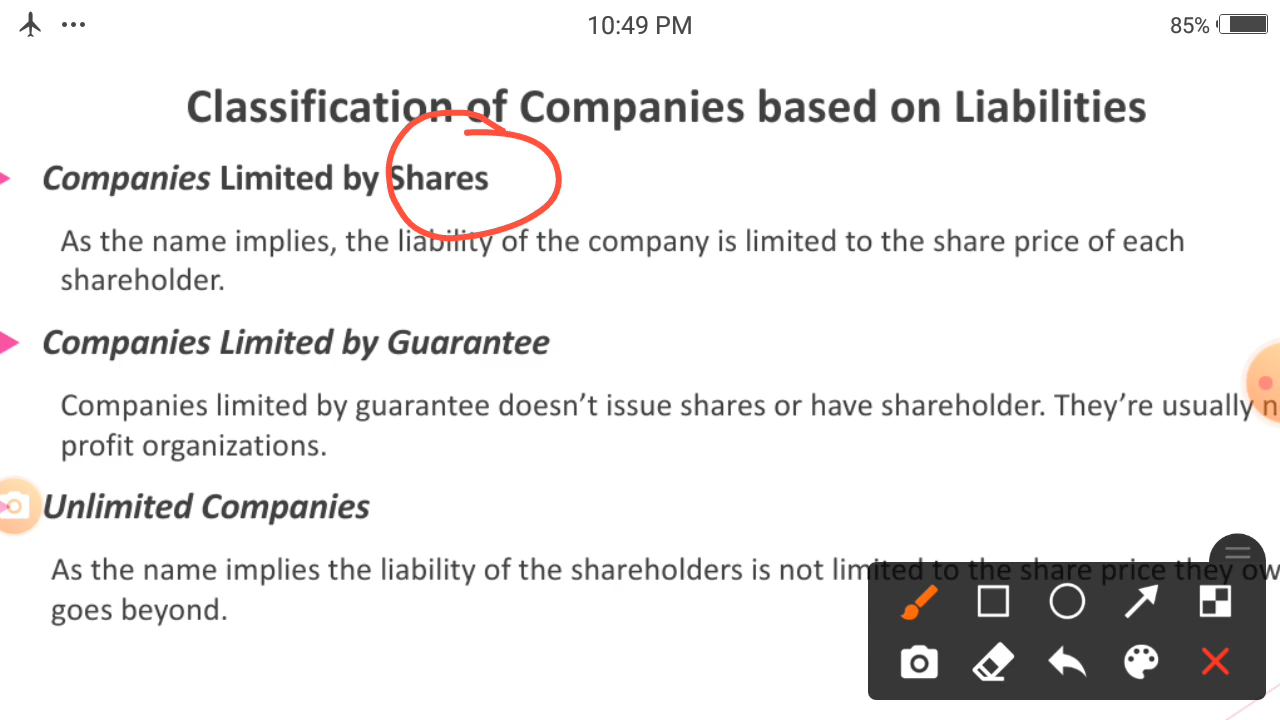 10:49 PM
85%
Classification of Companies based on Liabilities
Companies Limited by Shares
As the name implies, the liability of the company is limited to the share price of each
shareholder.
Companies Limited by Guarantee
Companies limited by guarantee doesn’t issue shares or have shareholder. They’re usually
profit organizations.
Unlimited Companies
As the name implies the liability of the shareholders is not limited to the share price they
goes beyond.